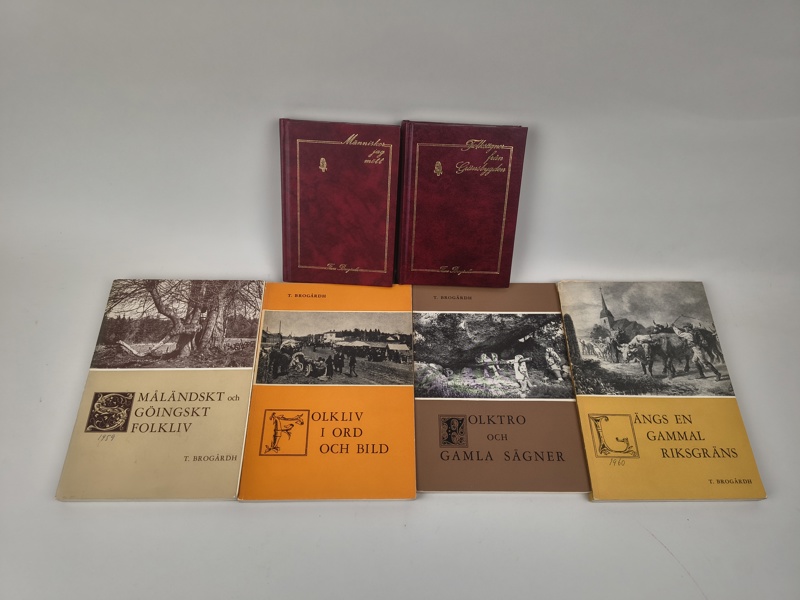 Människor
jag
mött
Folksägner
från
Gränsbygden
SMÅLÄNDSKT och
GÖINGSKT
FOLKLIV
1959
T. BROGÅRDH
T. BROGÅRDH
FOLKLIV
I ORD
OCH BILD
T. BROGÅRDH
FOLKTRO
OCH
GAMLA SÄGNER
LÄNGS EN
GAMMAL
RIKSGRÄNS
1960
T. BROGÅRDH